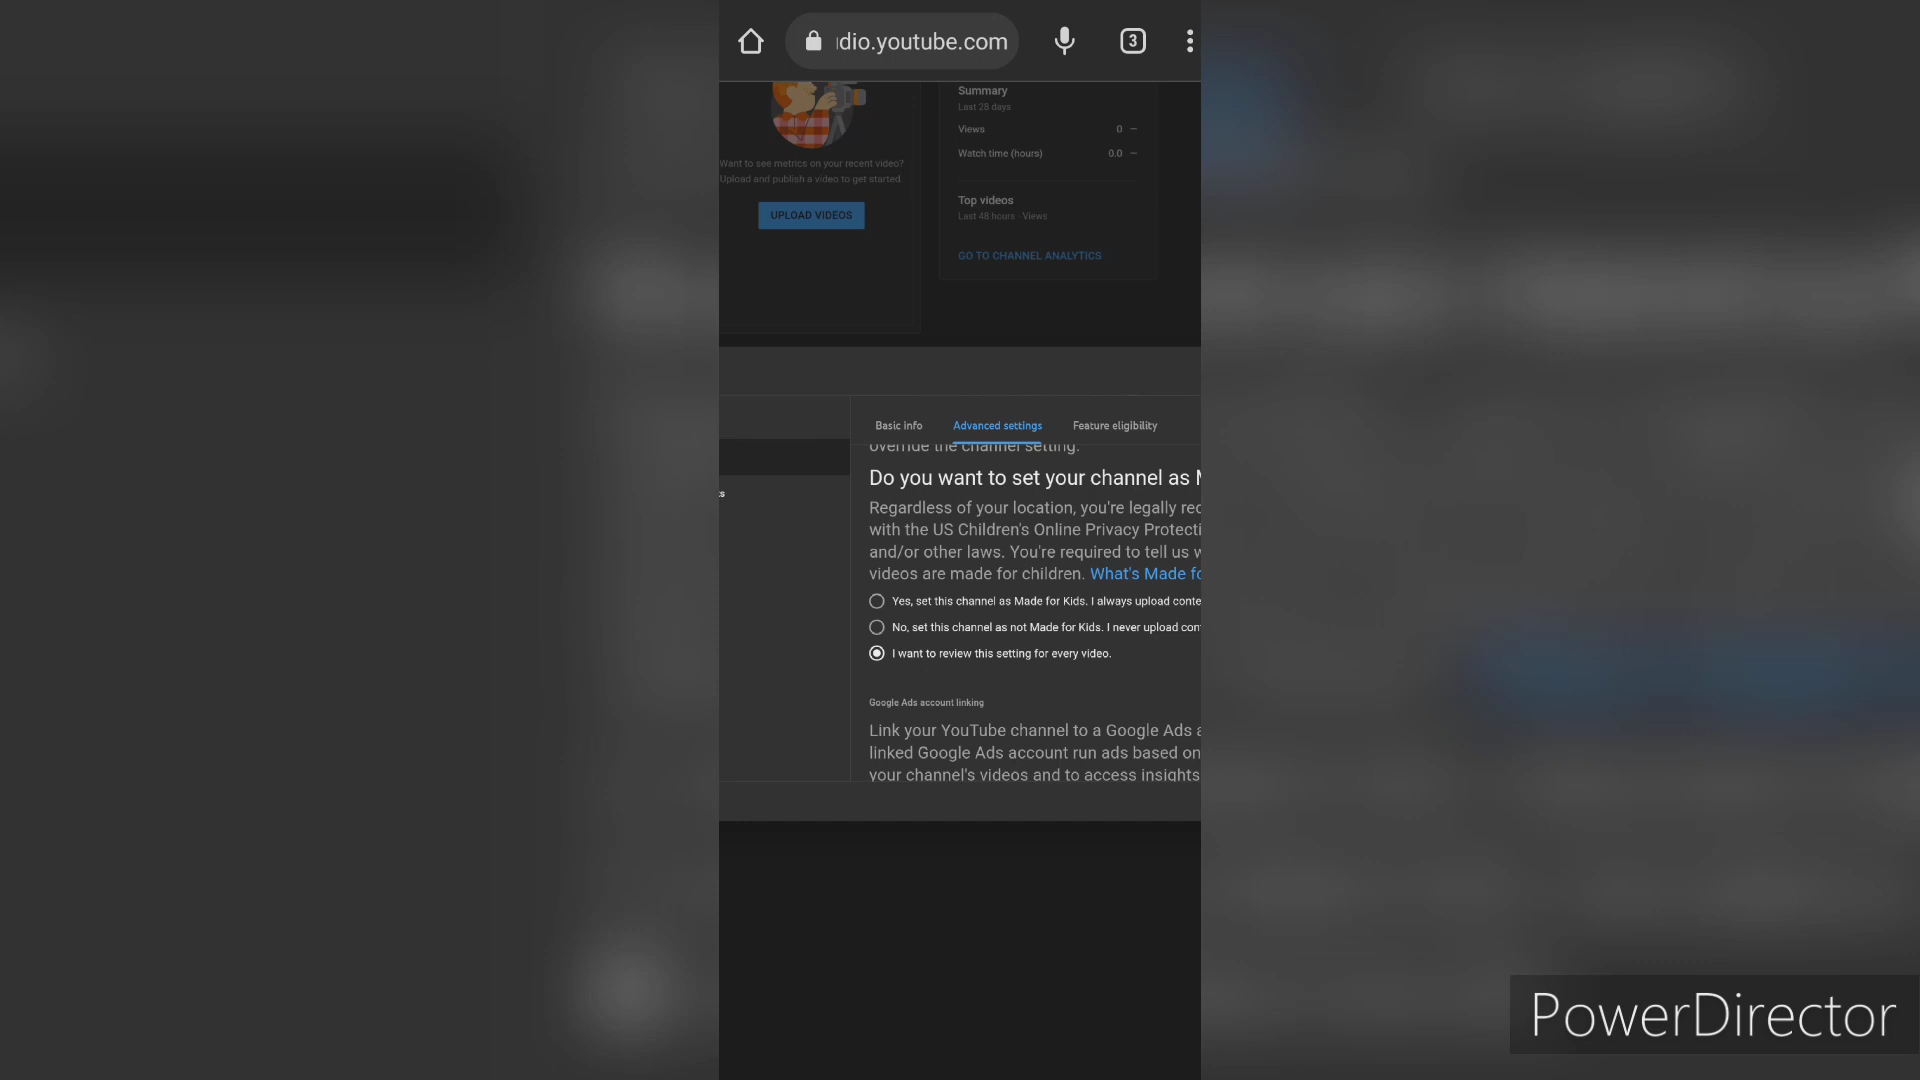 dio.youtube.com
3
Summary
Last 28 days
Views 0 —
Watch time (hours) 0.0 —
Want to see metrics on your recent video?
Upload and publish a video to get started.
UPLOAD VIDEOS
Top videos
Last 48 hours · Views
GO TO CHANNEL ANALYTICS
Basic info Advanced settings Feature eligibility
override the channel setting.
Do you want to set your channel as
Regardless of your location, you're legally
with the US Children's Online Privacy
and/or other laws. You're required to tell us
videos are made for children. What's Made
Yes, set this channel as Made for Kids. I always upload
No, set this channel as not Made for Kids. I never upload
I want to review this setting for every video.
Google Ads account linking
Link your YouTube channel to a Google Ads
linked Google Ads account run ads based on
your channel's videos and to access insights
PowerDirector